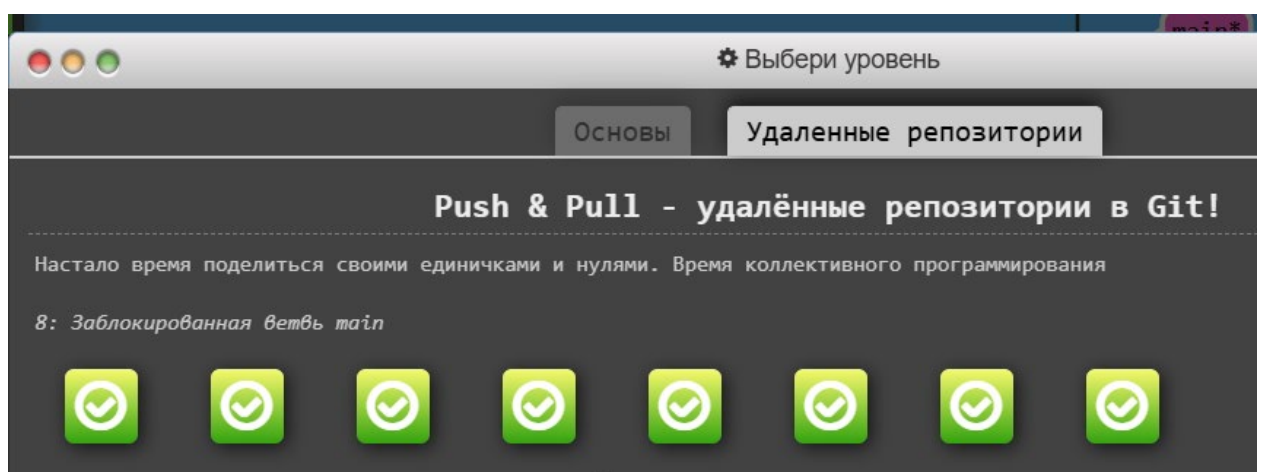 main*
Выбери уровень
Основы
Удаленные репозитории
Push & Pull - удалённые репозитории в Git!
Настало время поделиться своими единичками и нулями. Время коллективного программирования
8: Заблокированная ветвь main